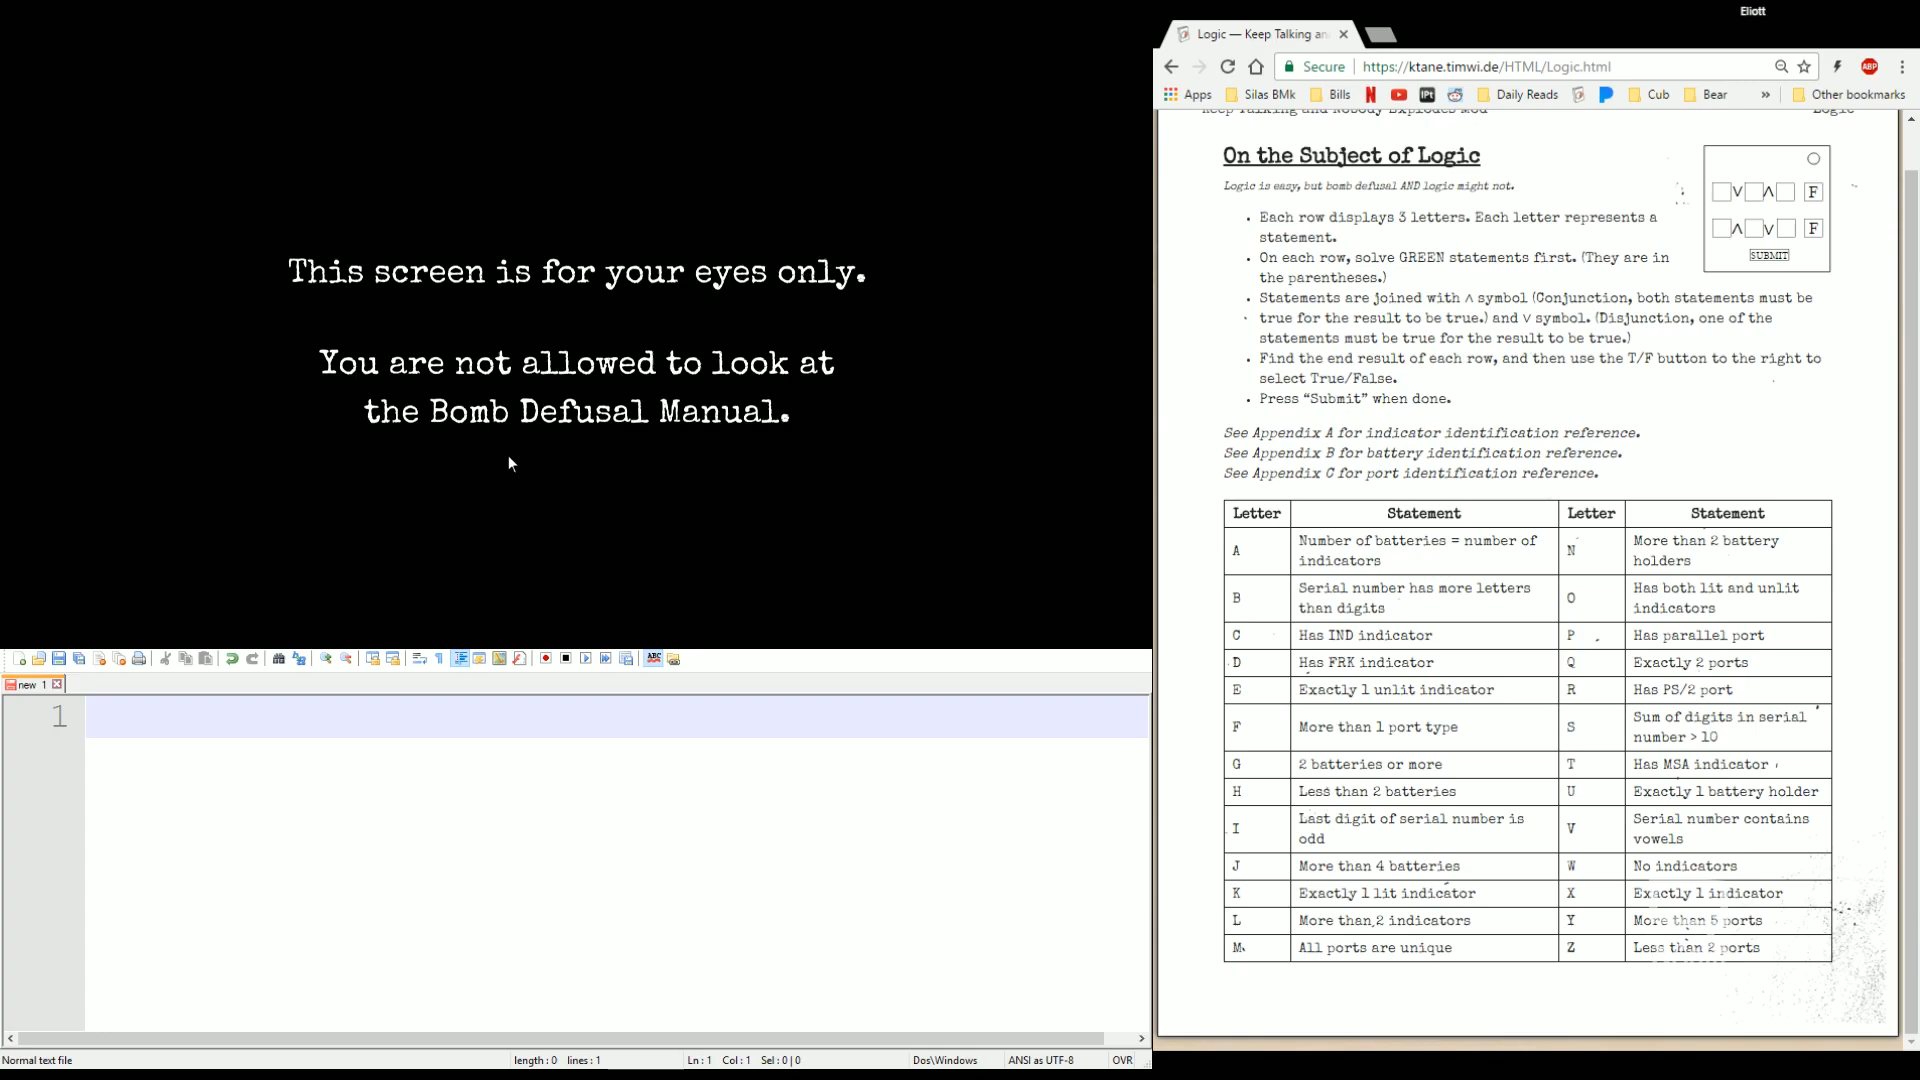 This screen is for your eyes only.
You are not allowed to look at
the Bomb Defusal Manual.
new 1
1
Normal text file
length : 0 lines : 1
Ln : 1 Col : 1 Sel : 0 | 0
Dos\Windows
ANSI as UTF-8
OVR
Eliott
Logic — Keep Talking an
Secure
https://ktane.timwi.de/HTML/Logic.html
ABP
Apps
Silas BMk
Bills
IPt
Daily Reads
Cub
Bear
»
Other bookmarks
Keep Talking and Nobody Explodes Mod
Logic
On the Subject of Logic
Logic is easy, but bomb defusal AND logic might not.
∨ ∧ F
∧ ∨ F
SUBMIT
• Each row displays 3 letters. Each letter represents a
statement.
• On each row, solve GREEN statements first. (They are in
the parentheses.)
• Statements are joined with ∧ symbol (Conjunction, both statements must be
true for the result to be true.) and ∨ symbol. (Disjunction, one of the
statements must be true for the result to be true.)
• Find the end result of each row, and then use the T/F button to the right to
select True/False.
• Press “Submit” when done.
See Appendix A for indicator identification reference.
See Appendix B for battery identification reference.
See Appendix C for port identification reference.
Letter Statement Letter Statement
A Number of batteries = number of indicators N More than 2 battery holders
B Serial number has more letters than digits O Has both lit and unlit indicators
C Has IND indicator P Has parallel port
D Has FRK indicator Q Exactly 2 ports
E Exactly 1 unlit indicator R Has PS/2 port
F More than 1 port type S Sum of digits in serial number > 10
G 2 batteries or more T Has MSA indicator
H Less than 2 batteries U Exactly 1 battery holder
I Last digit of serial number is odd V Serial number contains vowels
J More than 4 batteries W No indicators
K Exactly 1 lit indicator X Exactly 1 indicator
L More than 2 indicators Y More than 5 ports
M All ports are unique Z Less than 2 ports